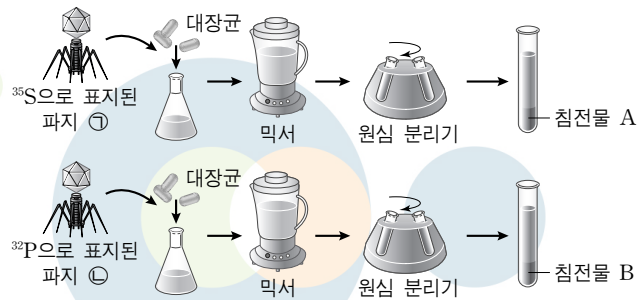 대장균
³⁵S으로 표지된
파지 ㉠
믹서
원심 분리기
침전물 A
대장균
³²P으로 표지된
파지 ㉡
믹서
원심 분리기
침전물 B